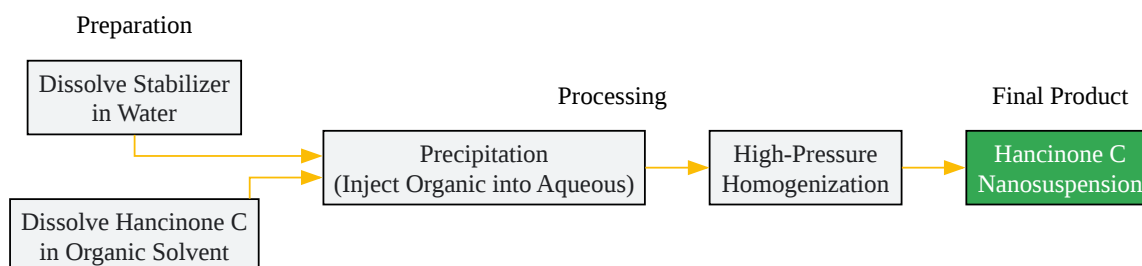 Preparation
Dissolve Stabilizer
in Water
Dissolve Hancinone C
in Organic Solvent
Processing
Precipitation
(Inject Organic into Aqueous)
High-Pressure
Homogenization
Final Product
Hancinone C
Nanosuspension